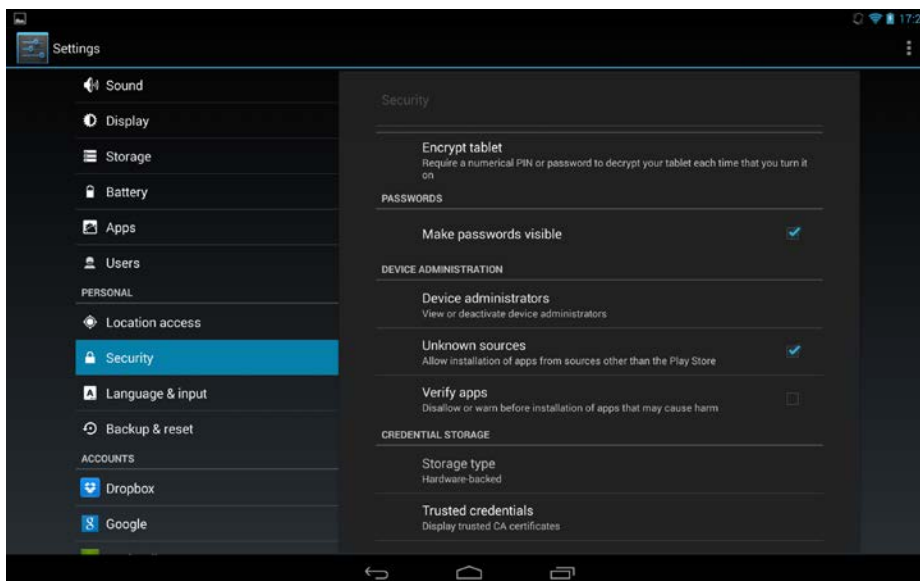 17:2
Settings
Sound
Display
Storage
Battery
Apps
Users
PERSONAL
Location access
Security
Language & input
Backup & reset
ACCOUNTS
Dropbox
Google
Security
Encrypt tablet
Require a numerical PIN or password to decrypt your tablet each time that you turn it
on
PASSWORDS
Make passwords visible
DEVICE ADMINISTRATION
Device administrators
View or deactivate device administrators
Unknown sources
Allow installation of apps from sources other than the Play Store
Verify apps
Disallow or warn before installation of apps that may cause harm
CREDENTIAL STORAGE
Storage type
Hardware-backed
Trusted credentials
Display trusted CA certificates